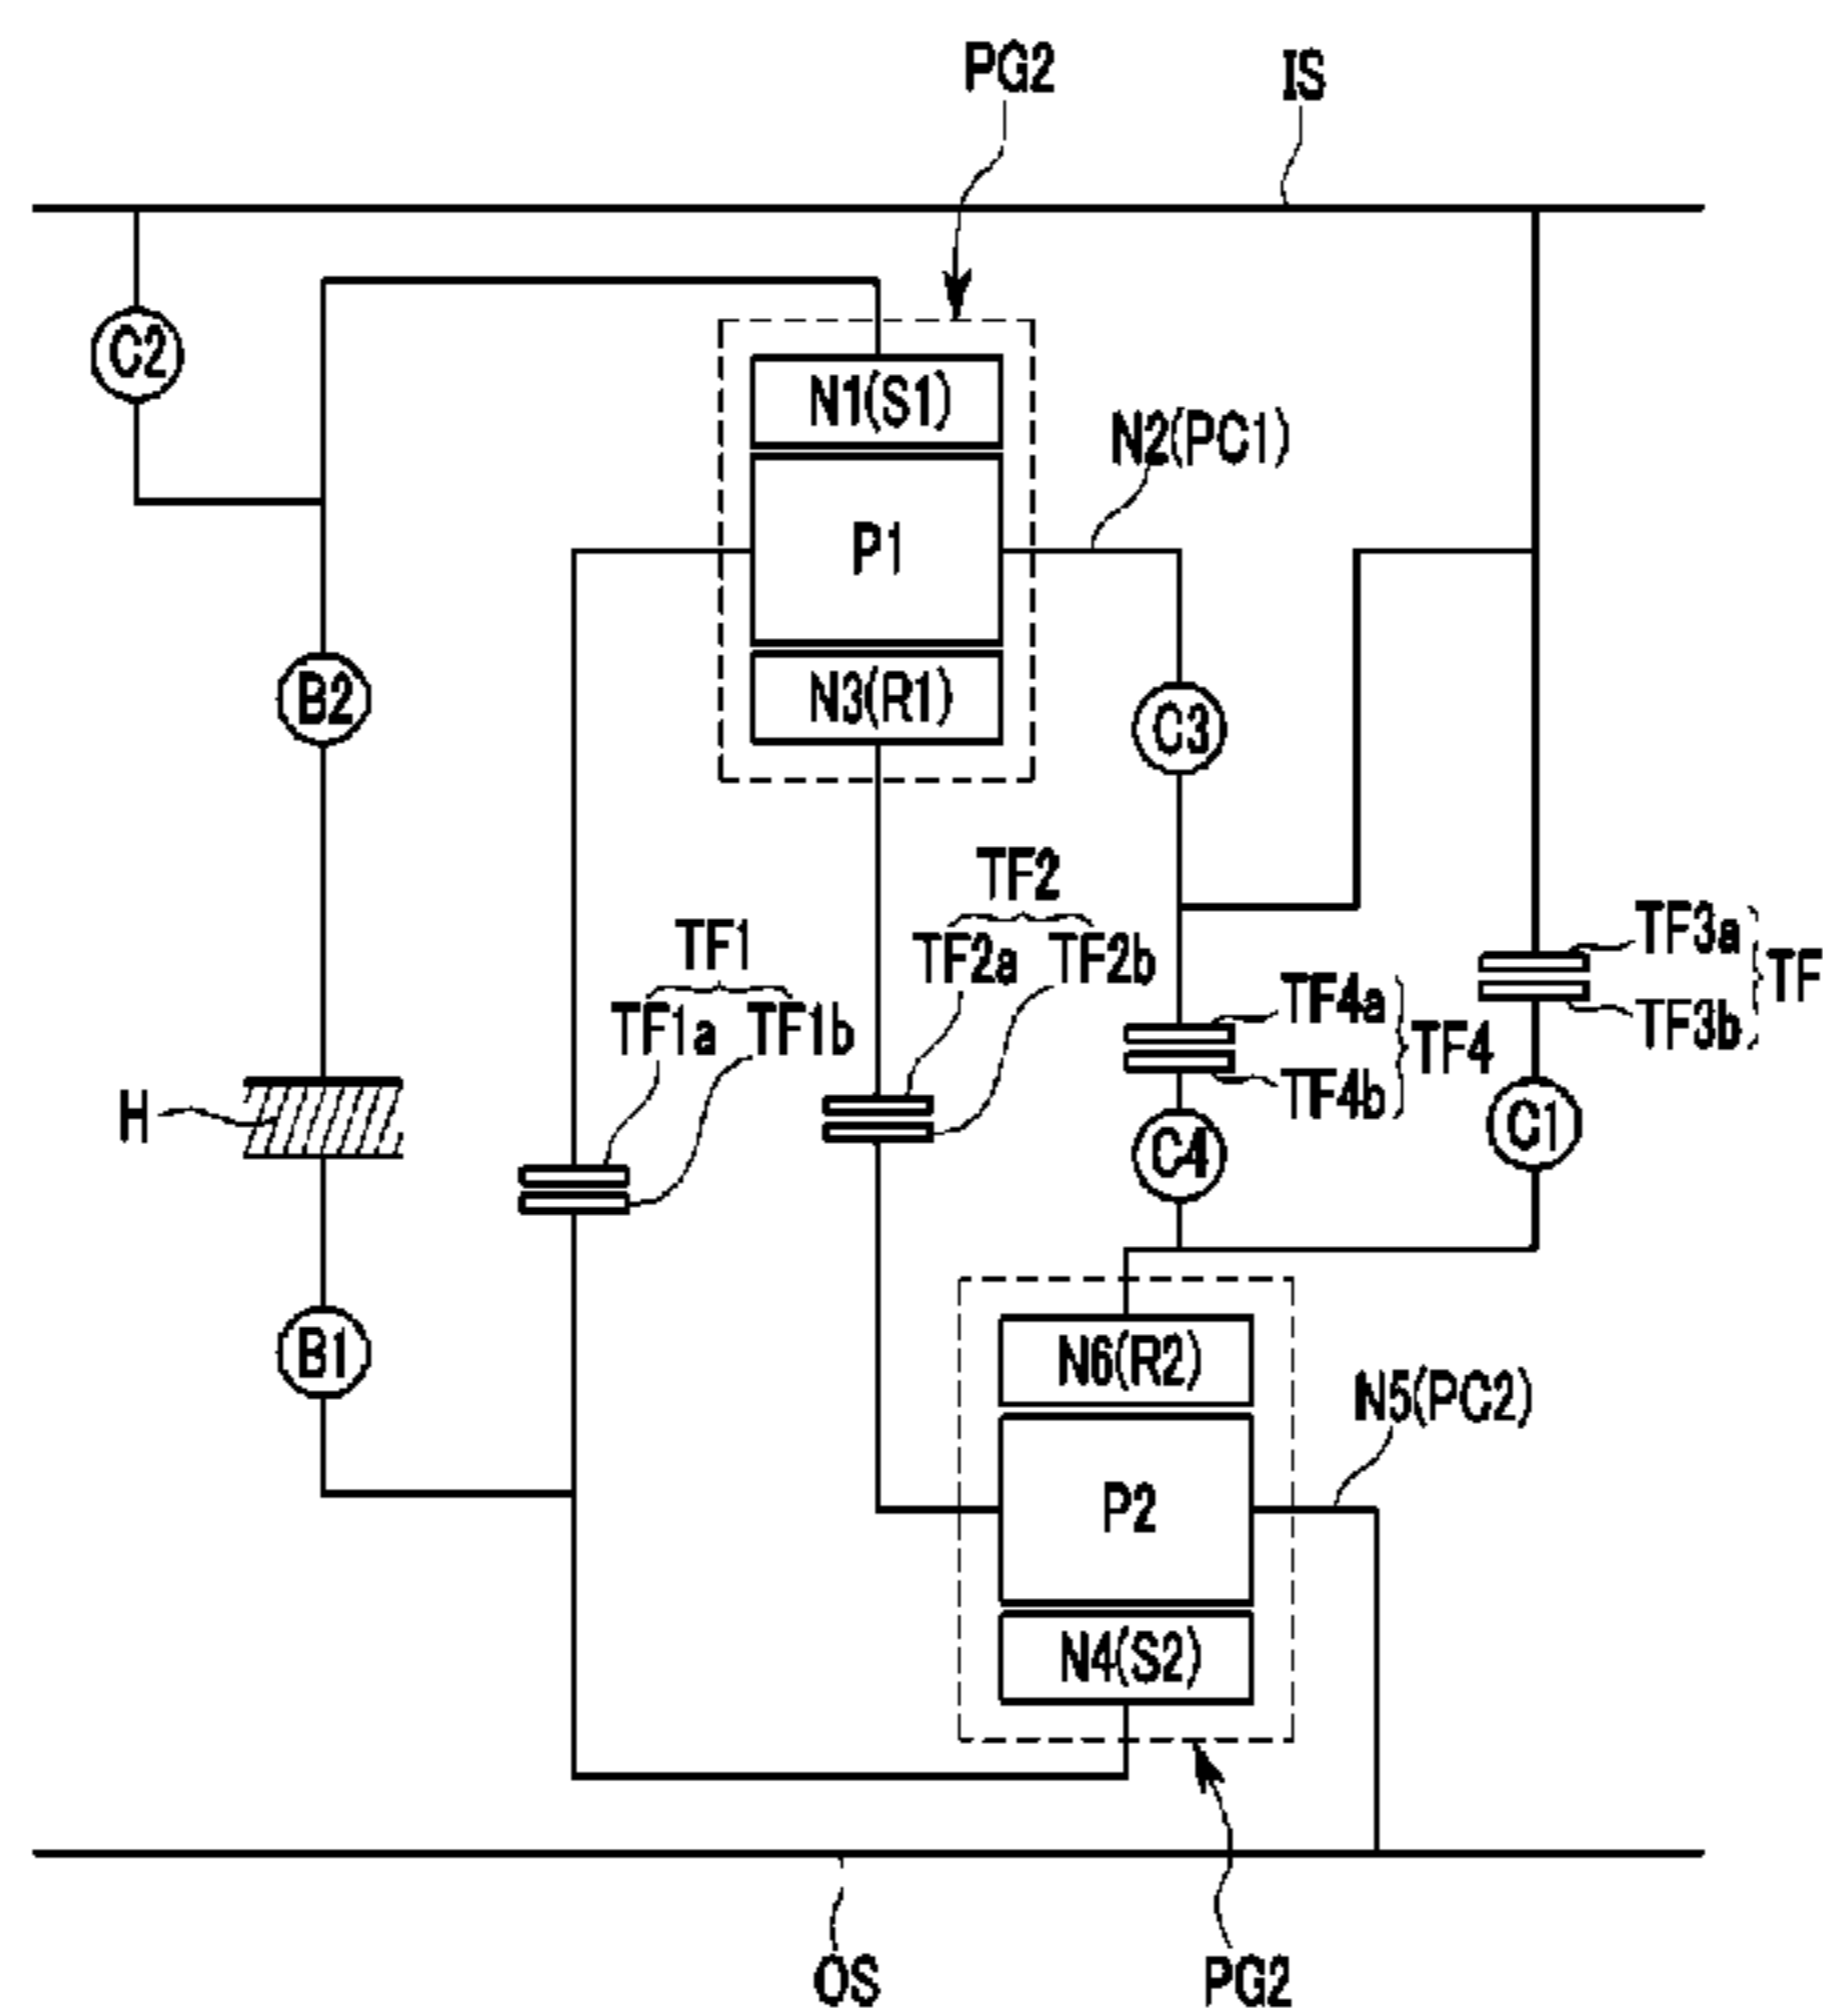 PG2
IS
C2
N1(S1)
N2(PC1)
P1
B2
N3(R1)
C3
TF2
TF2a TF2b
TF1
TF1a TF1b
TF3a
TF
TF3b
TF4a
TF4
TF4b
H
C4
C1
B1
N6(R2)
N5(PC2)
P2
N4(S2)
OS
PG2